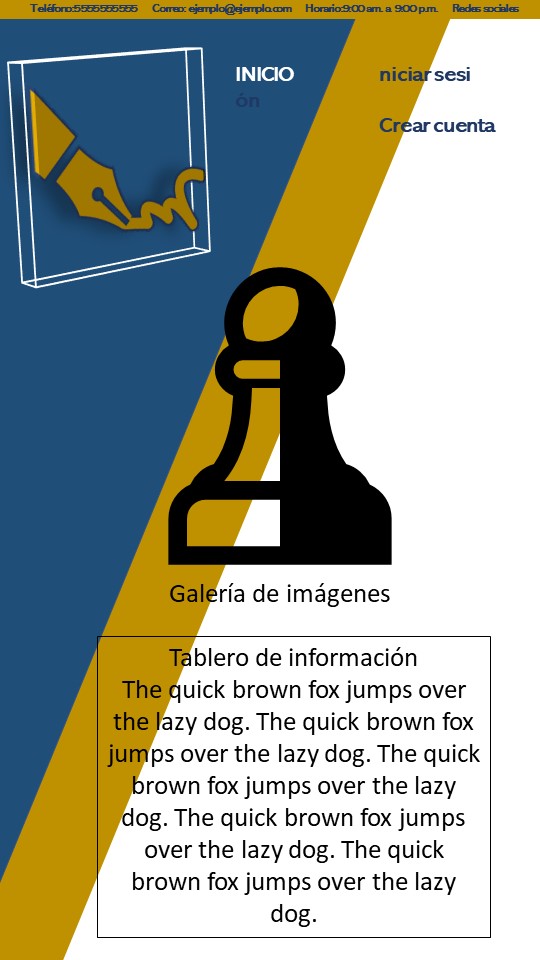 Teléfono:5555555555 Correo: ejemplo@ejemplo.com Horario:9:00 am. a 9:00 p.m. Redes sociales
INICIO niciar sesi
ón
Crear cuenta
Galería de imágenes
Tablero de información
The quick brown fox jumps over
the lazy dog. The quick brown fox
jumps over the lazy dog. The quick
brown fox jumps over the lazy
dog. The quick brown fox jumps
over the lazy dog. The quick
brown fox jumps over the lazy
dog.